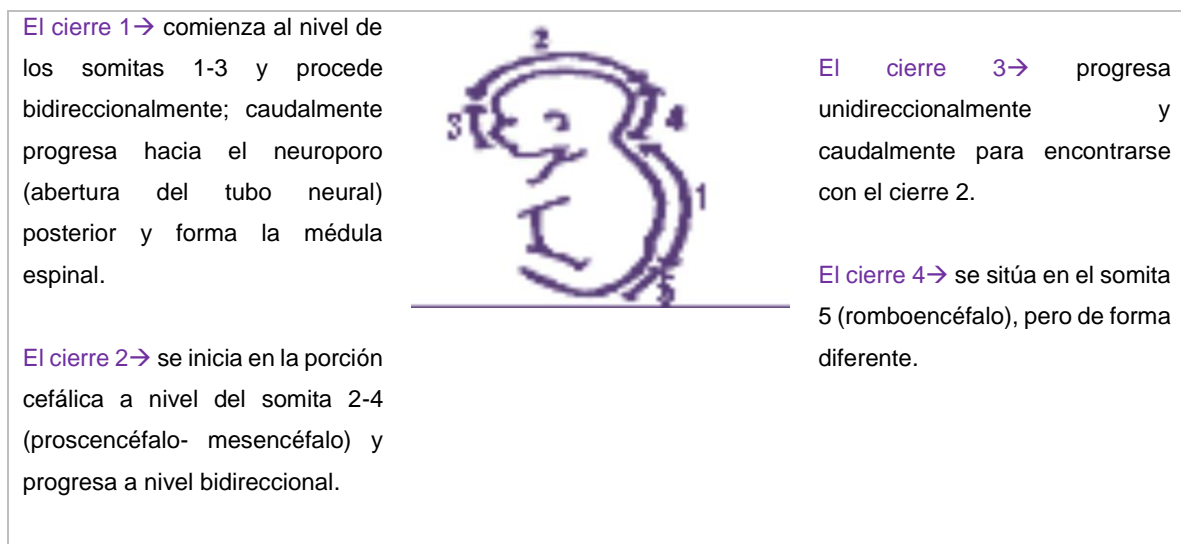 El cierre 1→ comienza al nivel de
los somitas 1-3 y procede
bidireccionalmente; caudalmente
progresa hacia el neuroporo
(abertura del tubo neural)
posterior y forma la médula
espinal.
El cierre 2→ se inicia en la porción
cefálica a nivel del somita 2-4
(proscencéfalo- mesencéfalo) y
progresa a nivel bidireccional.
2
3
4
1
5
El cierre 3→ progresa
unidireccionalmente y
caudalmente para encontrarse
con el cierre 2.
El cierre 4→ se sitúa en el somita
5 (romboencéfalo), pero de forma
diferente.